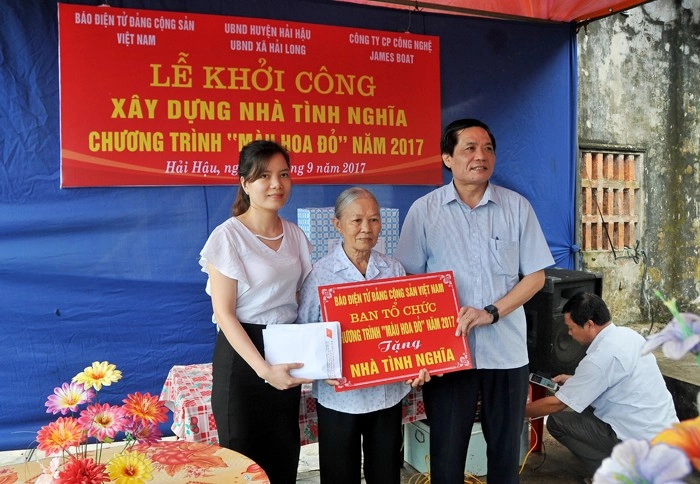 BÁO ĐIỆN TỬ ĐẢNG CỘNG SẢN
VIỆT NAM
UBND HUYỆN HẢI HẬU
UBND XÃ HẢI LONG
CÔNG TY CP CÔNG NGHỆ
JAMES BOAT
LỄ KHỞI CÔNG
XÂY DỰNG NHÀ TÌNH NGHĨA
CHƯƠNG TRÌNH "MÀU HOA ĐỎ" NĂM 2017
Hải Hậu, 9 năm 2017
BÁO ĐIỆN TỬ ĐẢNG CỘNG SẢN VIỆT NAM
BAN TỔ CHỨC
CHƯƠNG TRÌNH "MÀU HOA ĐỎ" NĂM 2017
Tặng
NHÀ TÌNH NGHĨA